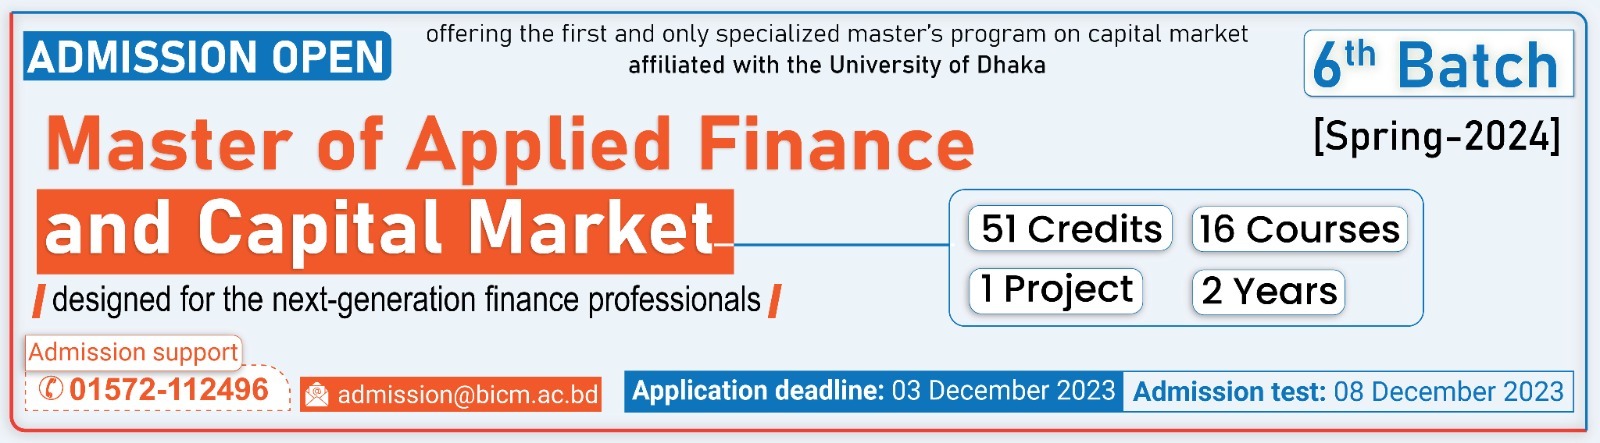 ADMISSION OPEN
offering the first and only specialized master's program on capital market
affiliated with the University of Dhaka
6th Batch
[Spring-2024]
Master of Applied Finance
and Capital Market
designed for the next-generation finance professionals
51 Credits
16 Courses
1 Project
2 Years
Admission support
01572-112496
admission@bicm.ac.bd
Application deadline: 03 December 2023
Admission test: 08 December 2023